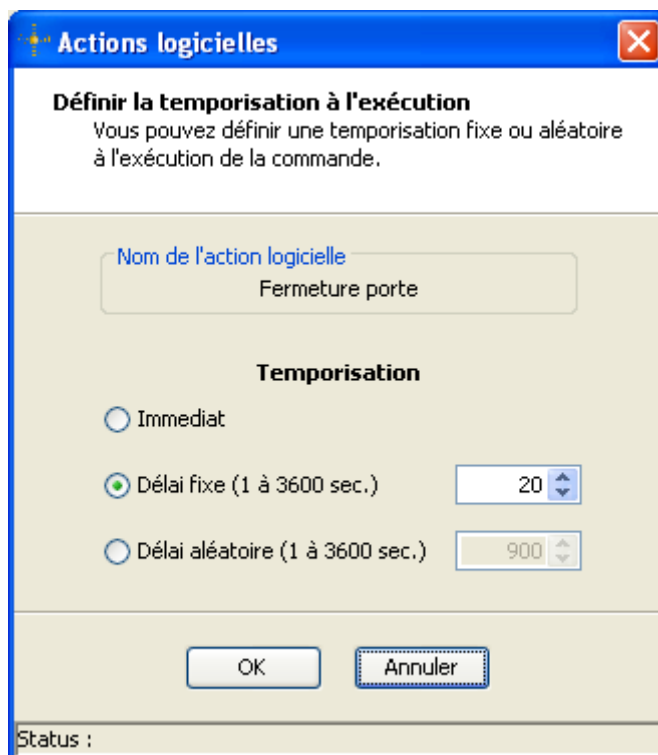 Actions logicielles
Définir la temporisation à l'exécution
Vous pouvez définir une temporisation fixe ou aléatoire
à l'exécution de la commande.
Nom de l'action logicielle
Fermeture porte
Temporisation
Immediat
Délai fixe (1 à 3600 sec.) 20
Délai aléatoire (1 à 3600 sec.) 900
OK Annuler
Status :